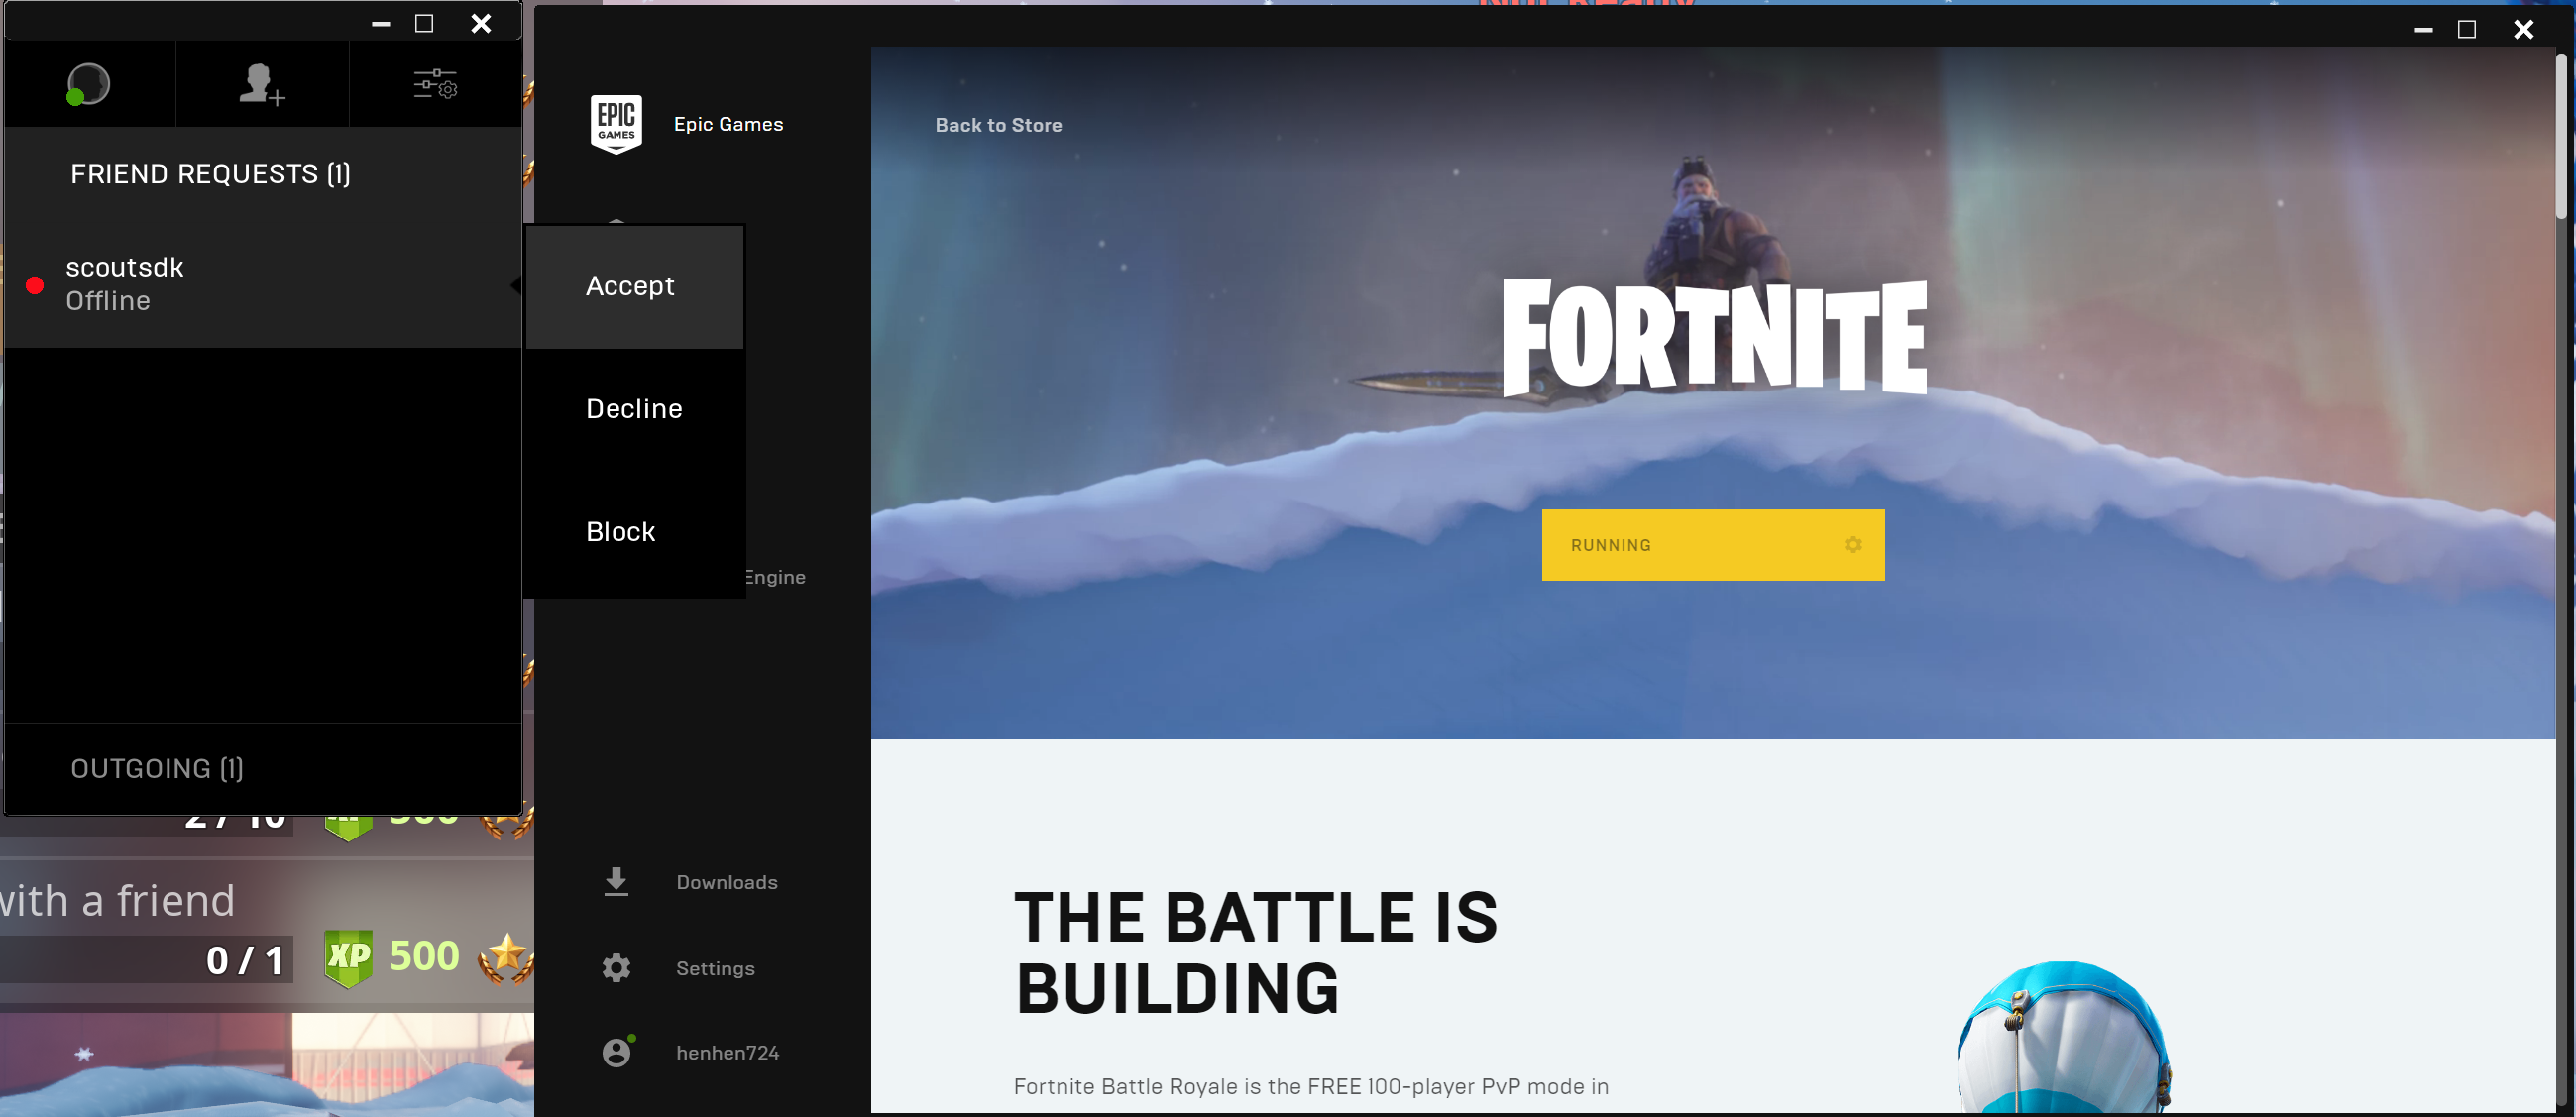 FRIEND REQUESTS (1)
scoutsdk
Offline
OUTGOING (1)
Accept
Decline
Block
with a friend
0 / 1
XP 500
EPIC
GAMES
Epic Games
Engine
Downloads
Settings
henhen724
Back to Store
FORTNITE
RUNNING
THE BATTLE IS
BUILDING
Fortnite Battle Royale is the FREE 100-player PvP mode in